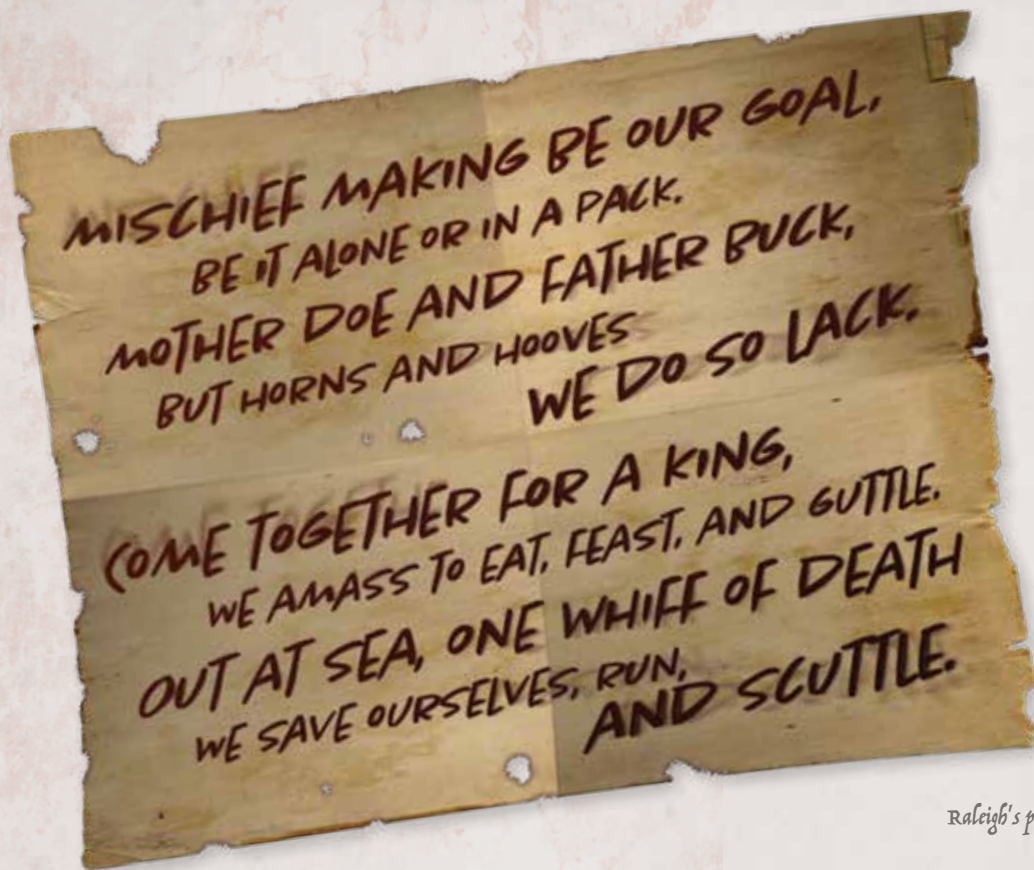 MISCHIEF MAKING BE OUR GOAL,
BE IT ALONE OR IN A PACK.
MOTHER DOE AND FATHER BUCK,
BUT HORNS AND HOOVES
WE DO SO LACK.
COME TOGETHER FOR A KING,
WE AMASS TO EAT, FEAST, AND GUTTLE.
OUT AT SEA, ONE WHIFF OF DEATH
WE SAVE OURSELVES, RUN,
AND SCUTTLE.
Raleigh's